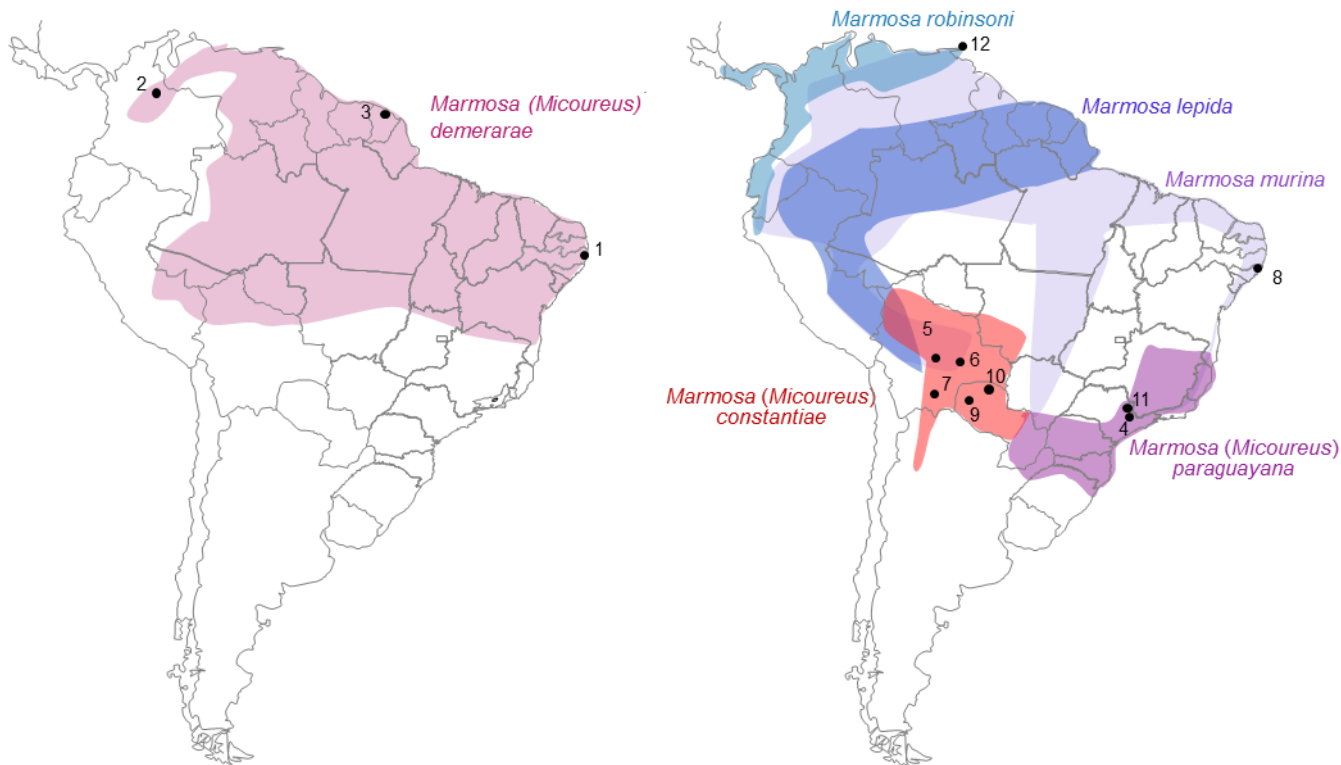 2
3
Marmosa (Micoureus)
demerarae
1
Marmosa robinsoni
12
Marmosa lepida
Marmosa murina
8
5
6
7
10
9
Marmosa (Micoureus)
constantiae
11
4
Marmosa (Micoureus)
paraguayana